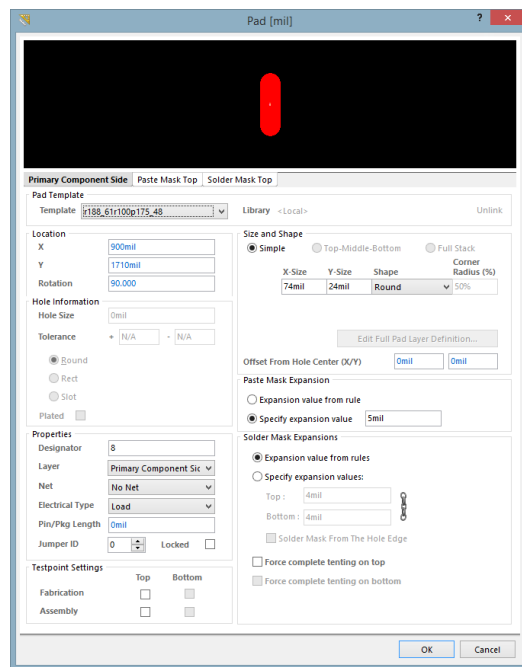 Pad [mil]
? ×
Primary Component Side Paste Mask Top Solder Mask Top
Pad Template
Template r188_61r100p175_48 Library <Local> Unlink
Location
X 900mil
Y 1710mil
Rotation 90.000
Hole Information
Hole Size 0mil
Tolerance + N/A - N/A
Round
Rect
Slot
Plated
Properties
Designator 8
Layer Primary Component Sic
Net No Net
Electrical Type Load
Pin/Pkg Length 0mil
Jumper ID 0 Locked
Testpoint Settings
Top Bottom
Fabrication
Assembly
Size and Shape
Simple Top-Middle-Bottom Full Stack
X-Size Y-Size Shape Corner Radius (%)
74mil 24mil Round 50%
Edit Full Pad Layer Definition...
Offset From Hole Center (X/Y) 0mil 0mil
Paste Mask Expansion
Expansion value from rule
Specify expansion value 5mil
Solder Mask Expansions
Expansion value from rules
Specify expansion values:
Top : 4mil
Bottom : 4mil
Solder Mask From The Hole Edge
Force complete tenting on top
Force complete tenting on bottom
OK Cancel